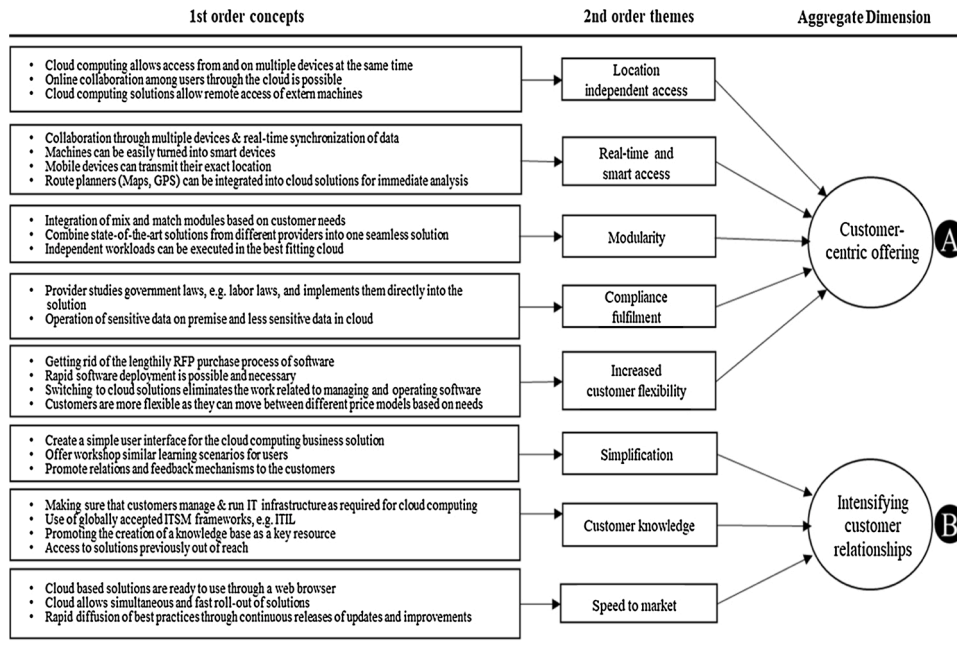 1st order concepts
2nd order themes
Aggregate Dimension
• Cloud computing allows access from and on multiple devices at the same time
• Online collaboration among users through the cloud is possible
• Cloud computing solutions allow remote access of extern machines
Location
independent access
• Collaboration through multiple devices & real-time synchronization of data
• Machines can be easily turned into smart devices
• Mobile devices can transmit their exact location
• Route planners (Maps, GPS) can be integrated into cloud solutions for immediate analysis
Real-time and
smart access
• Integration of mix and match modules based on customer needs
• Combine state-of-the-art solutions from different providers into one seamless solution
• Independent workloads can be executed in the best fitting cloud
Modularity
Customer-
centric offering
A
• Provider studies government laws, e.g. labor laws, and implements them directly into the
solution
• Operation of sensitive data on premise and less sensitive data in cloud
Compliance
fulfilment
• Getting rid of the lengthily RFP purchase process of software
• Rapid software deployment is possible and necessary
• Switching to cloud solutions eliminates the work related to managing and operating software
• Customers are more flexible as they can move between different price models based on needs
Increased
customer flexibility
• Create a simple user interface for the cloud computing business solution
• Offer workshop similar learning scenarios for users
• Promote relations and feedback mechanisms to the customers
Simplification
• Making sure that customers manage & run IT infrastructure as required for cloud computing
• Use of globally accepted ITSM frameworks, e.g. ITIL
• Promoting the creation of a knowledge base as a key resource
• Access to solutions previously out of reach
Customer knowledge
Intensifying
customer
relationships
B
• Cloud based solutions are ready to use through a web browser
• Cloud allows simultaneous and fast roll-out of solutions
• Rapid diffusion of best practices through continuous releases of updates and improvements
Speed to market